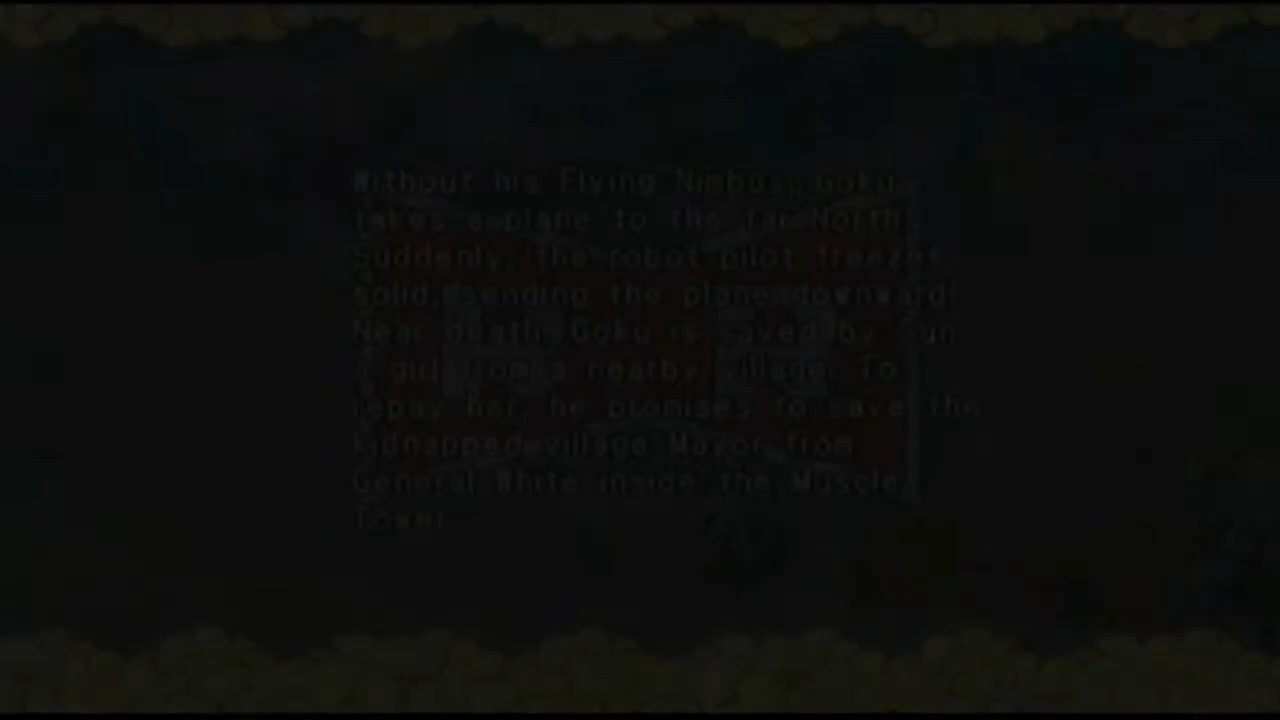 Without his Flying Nimbus, Goku
takes a plane to the far North.
Suddenly, the robot pilot freezes
solid, sending the plane downward.
Near death, Goku is saved by Suno,
a girl from a nearby village. To
repay her, he promises to save the
kidnapped village Mayor from
General White inside the Muscle
Tower.